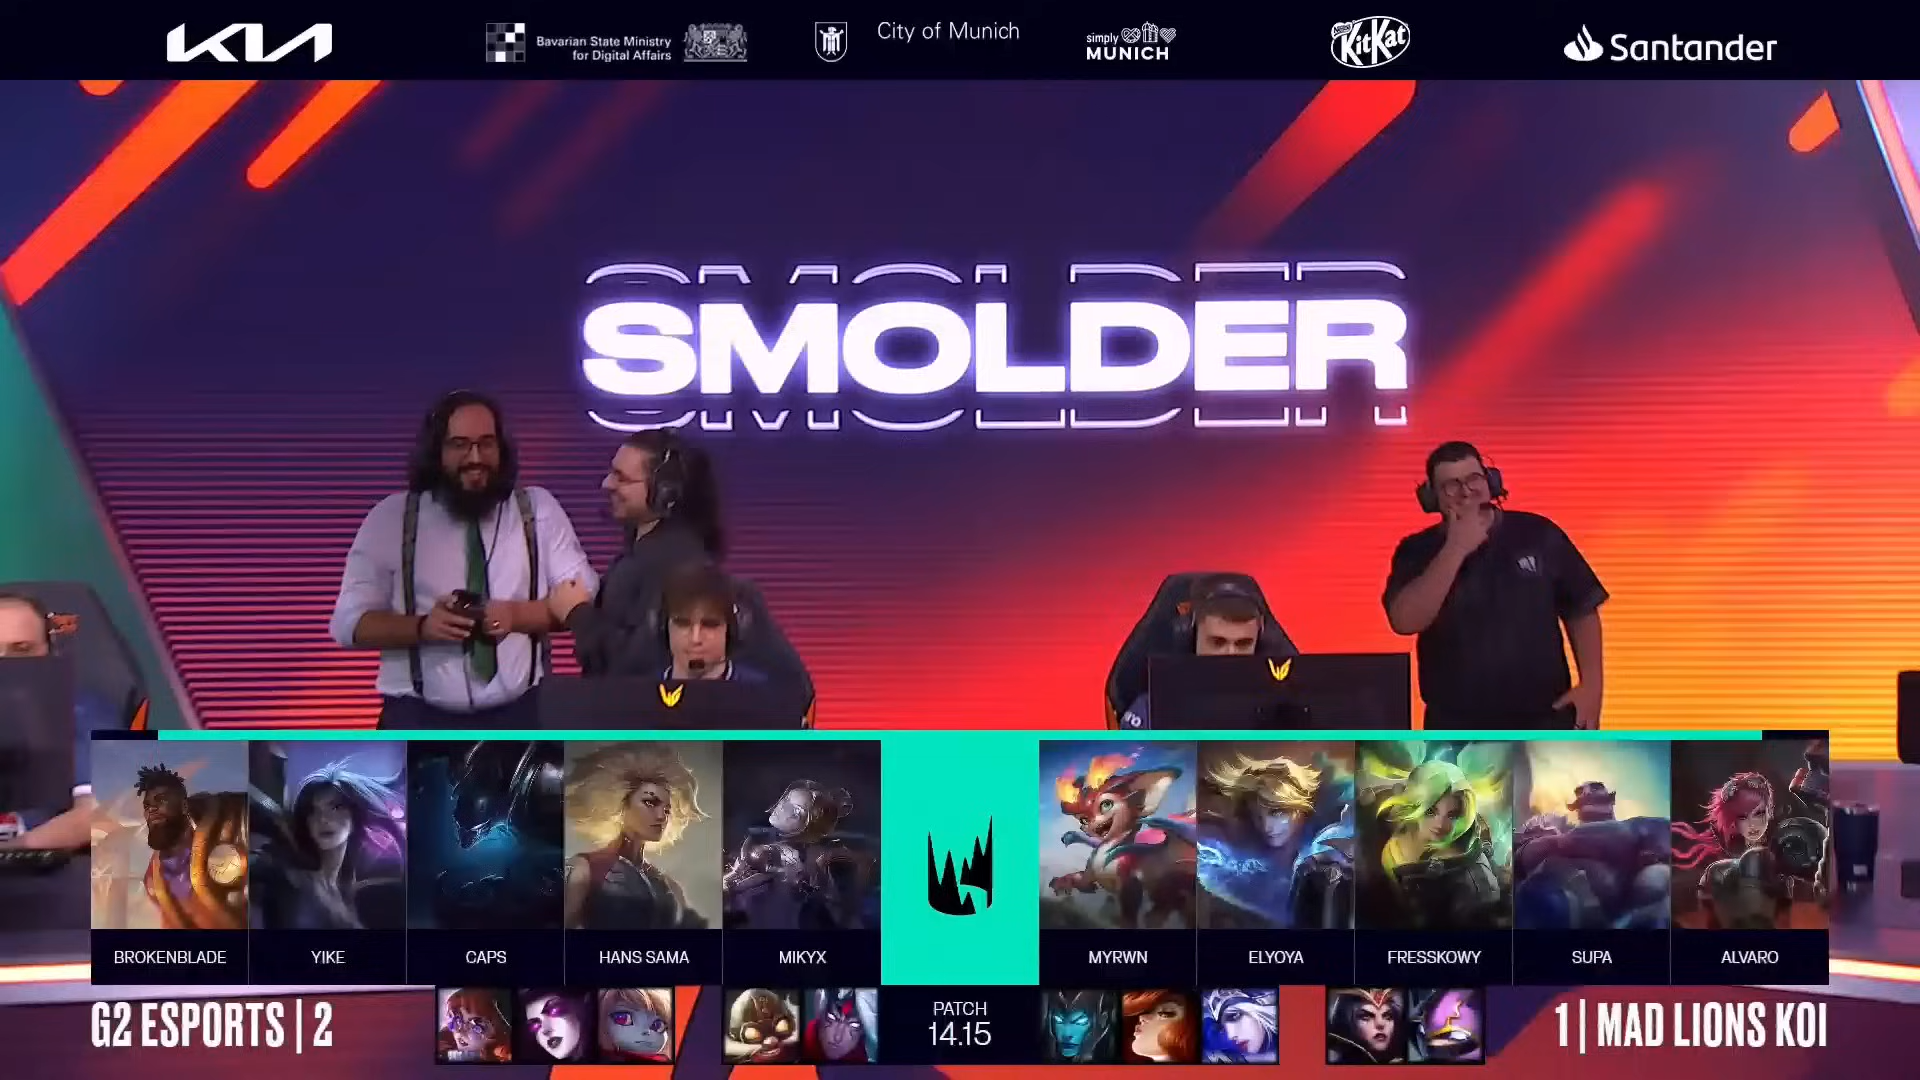 KIA
Bavarian State Ministry
for Digital Affairs
City of Munich
simply
MUNICH
Nestlé
KitKat
Santander
SMOLDER
BROKENBLADE
YIKE
CAPS
HANS SAMA
MIKYX
MYRWN
ELYOYA
FRESSKOWY
SUPA
ALVARO
G2 ESPORTS | 2
PATCH
14.15
1 | MAD LIONS KOI